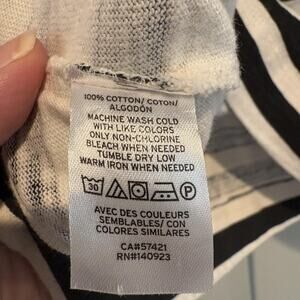 100% COTTON/ COTON/
ALGODÓN
MACHINE WASH COLD
WITH LIKE COLORS
ONLY NON-CHLORINE
BLEACH WHEN NEEDED
TUMBLE DRY LOW
WARM IRON WHEN NEEDED
30 P
AVEC DES COULEURS
SEMBLABLES/ CON
COLORES SIMILARES
CA#57421
RN#140923